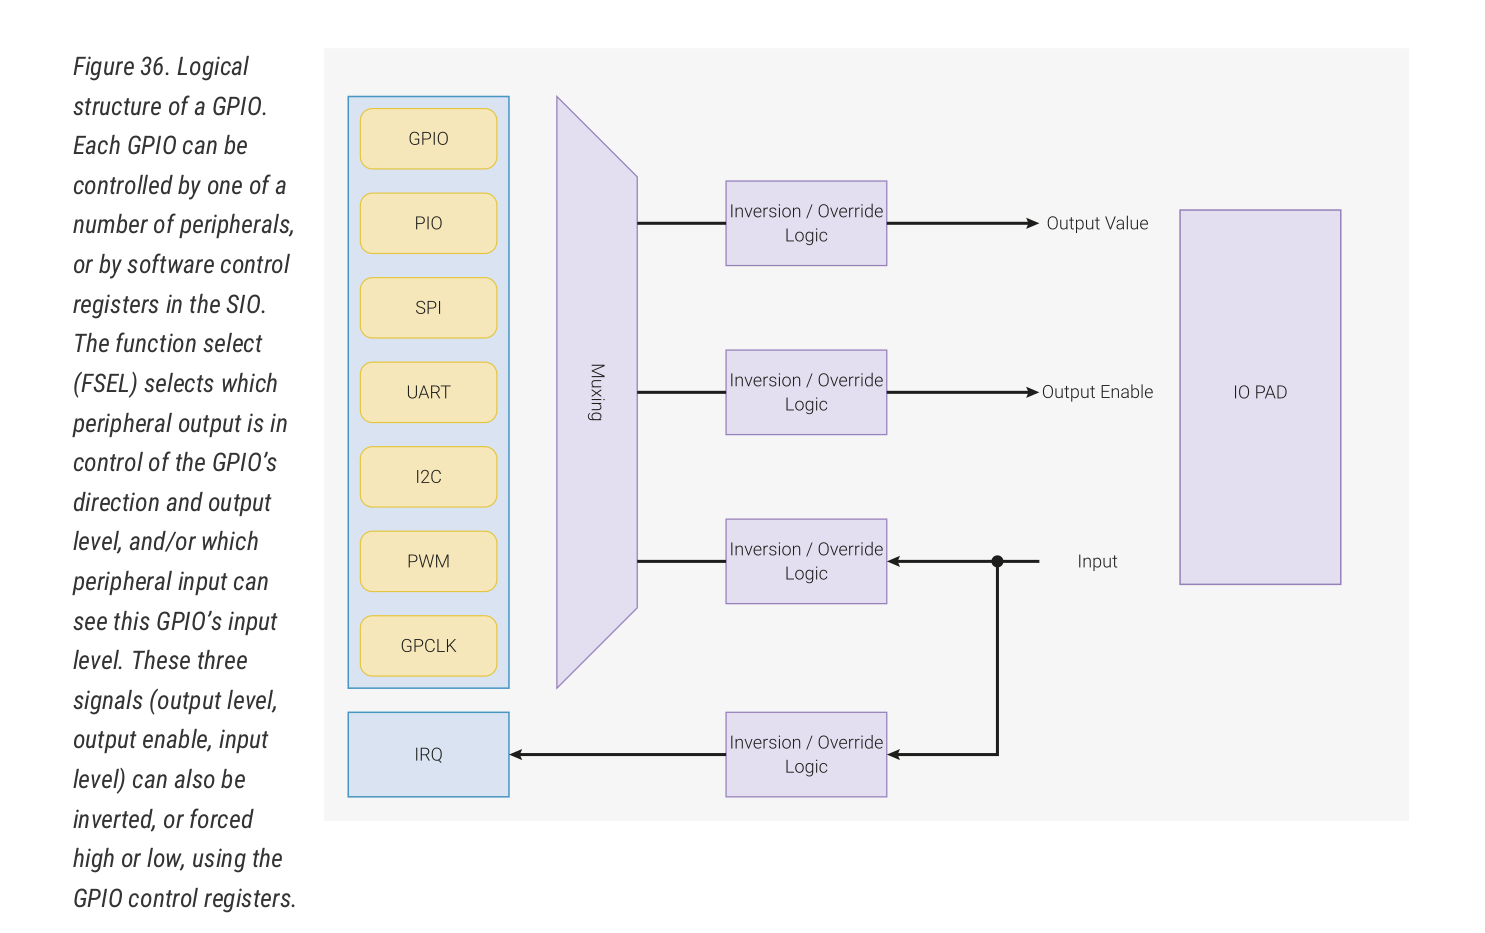 Figure 36. Logical
structure of a GPIO.
Each GPIO can be
controlled by one of a
number of peripherals,
or by software control
registers in the SIO.
The function select
(FSEL) selects which
peripheral output is in
control of the GPIO’s
direction and output
level, and/or which
peripheral input can
see this GPIO’s input
level. These three
signals (output level,
output enable, input
level) can also be
inverted, or forced
high or low, using the
GPIO control registers.
GPIO
PIO
SPI
UART
I2C
PWM
GPCLK
IRQ
Muxing
Inversion / Override
Logic
Output Value
Inversion / Override
Logic
Output Enable
Inversion / Override
Logic
Input
Inversion / Override
Logic
IO PAD